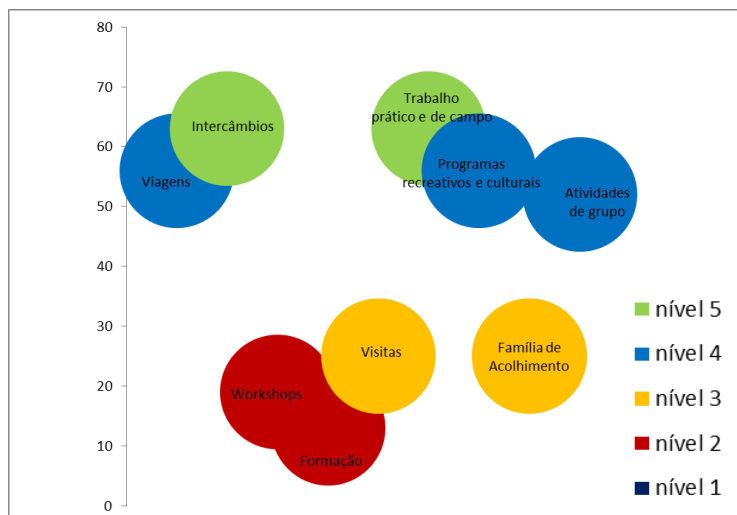 80
70
60
50
40
30
20
10
0
Intercâmbios
Viagens
Trabalho
prático e de campo
Programas
recreativos e culturais
Atividades
de grupo
Visitas
Família de
Acolhimento
Workshops
Formação
nível 5
nível 4
nível 3
nível 2
nível 1